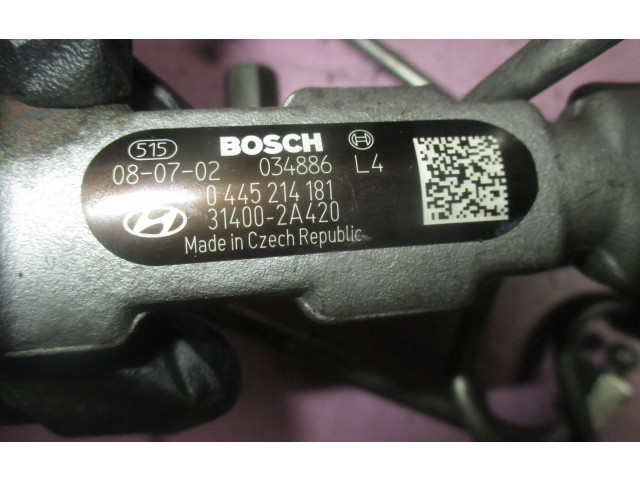 515 BOSCH
08-07-02 034886 L4
0 445 214 181
31400-2A420
Made in Czech Republic